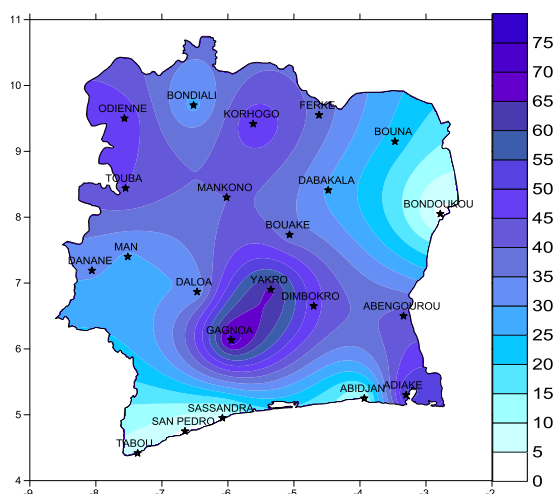 11
10
9
8
7
6
5
4
-9
-8
-7
-6
-5
-4
-3
-2
BONDIALI
ODIENNE
KORHOGO
FERKE
BOUNA
TOUBA
MANKONO
DABAKALA
BONDOUKOU
BOUAKE
MAN
DANANE
DALOA
YAKRO
DIMBOKRO
ABENGOUROU
GAGNOA
ABIDJAN
ADIAKE
SASSANDRA
SAN PEDRO
TABOU
75
70
65
60
55
50
45
40
35
30
25
20
15
10
5
0